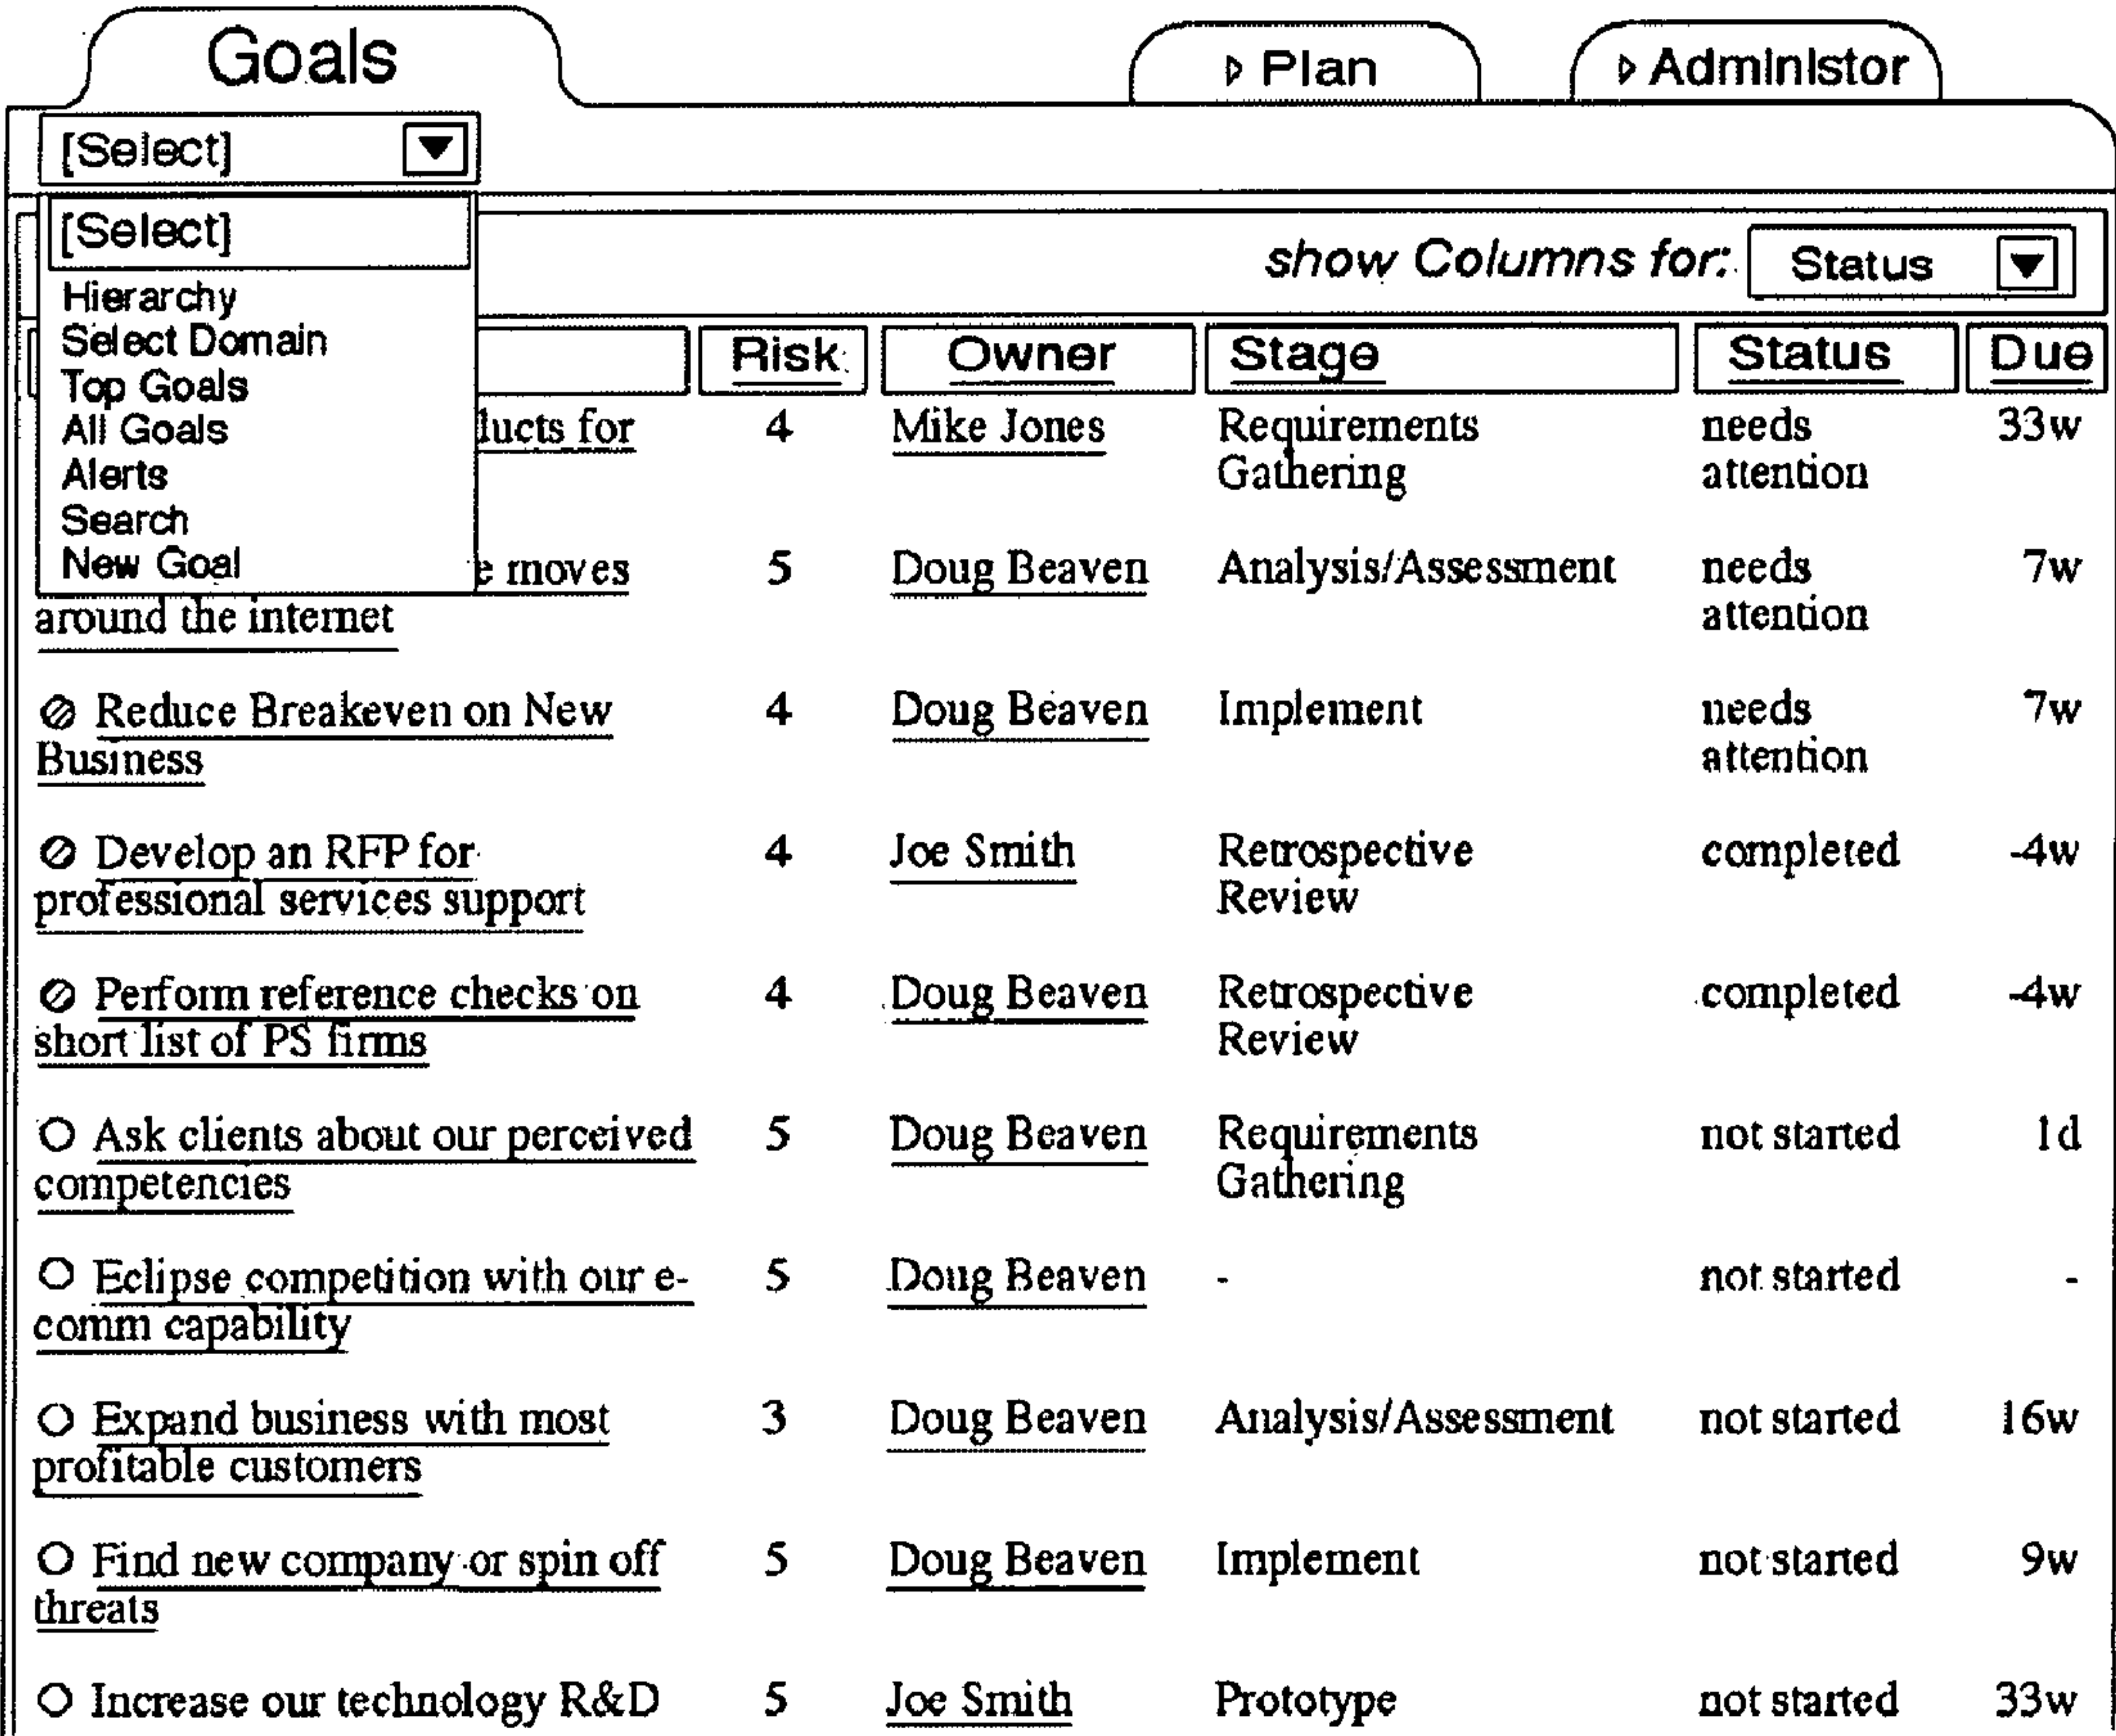 Goals
▹ Plan
▹ Administor
[Select]
[Select]
Hierarchy
Select Domain
Top Goals
All Goals
Alerts
Search
New Goal
show Columns for: Status
Risk Owner Stage Status Due
ducts for 4 Mike Jones Requirements needs 33w
Gathering attention
e moves 5 Doug Beaven Analysis/Assessment needs 7w
around the internet attention
Reduce Breakeven on New 4 Doug Beaven Implement needs 7w
Business attention
Develop an RFP for 4 Joe Smith Retrospective completed -4w
professional services support Review
Perform reference checks on 4 Doug Beaven Retrospective completed -4w
short list of PS firms Review
Ask clients about our perceived 5 Doug Beaven Requirements not started 1d
competencies Gathering
Eclipse competition with our e- 5 Doug Beaven - not started -
comm capability
Expand business with most 3 Doug Beaven Analysis/Assessment not started 16w
profitable customers
Find new company or spin off 5 Doug Beaven Implement not started 9w
threats
Increase our technology R&D 5 Joe Smith Prototype not started 33w